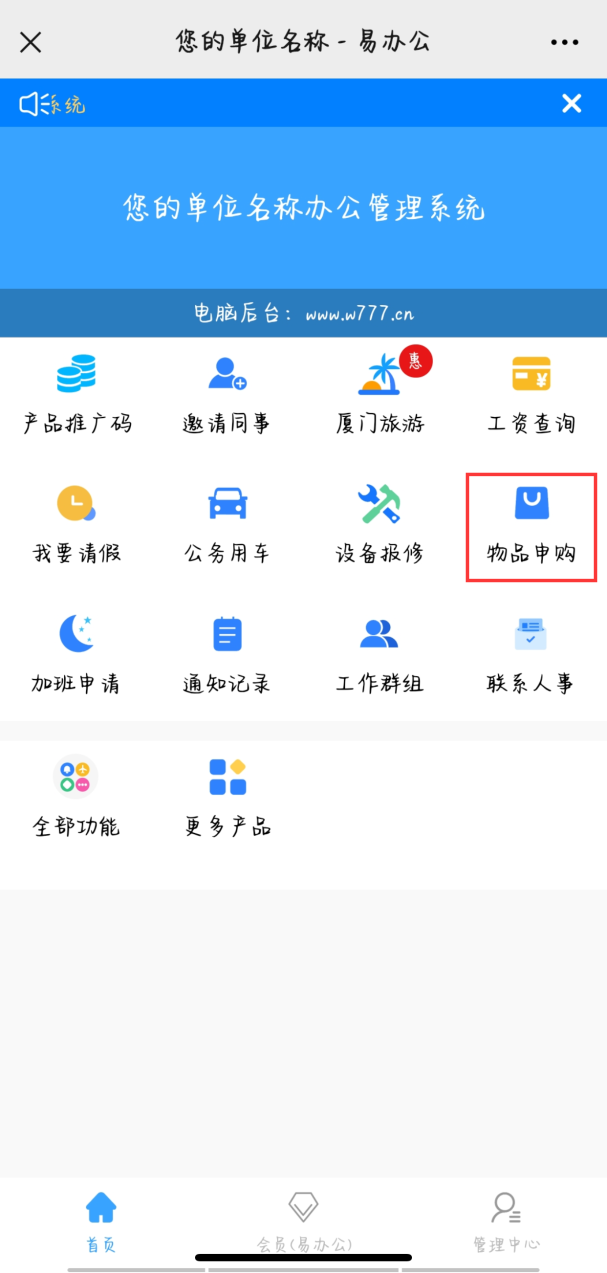 您的单位名称 - 易办公
系统
您的单位名称办公管理系统
电脑后台：www.w777.cn
惠
产品推广码 邀请同事 厦门旅游 工资查询
我要请假 公务用车 设备报修 物品申购
加班申请 通知记录 工作群组 联系人事
全部功能 更多产品
首页 会员(易办公) 管理中心